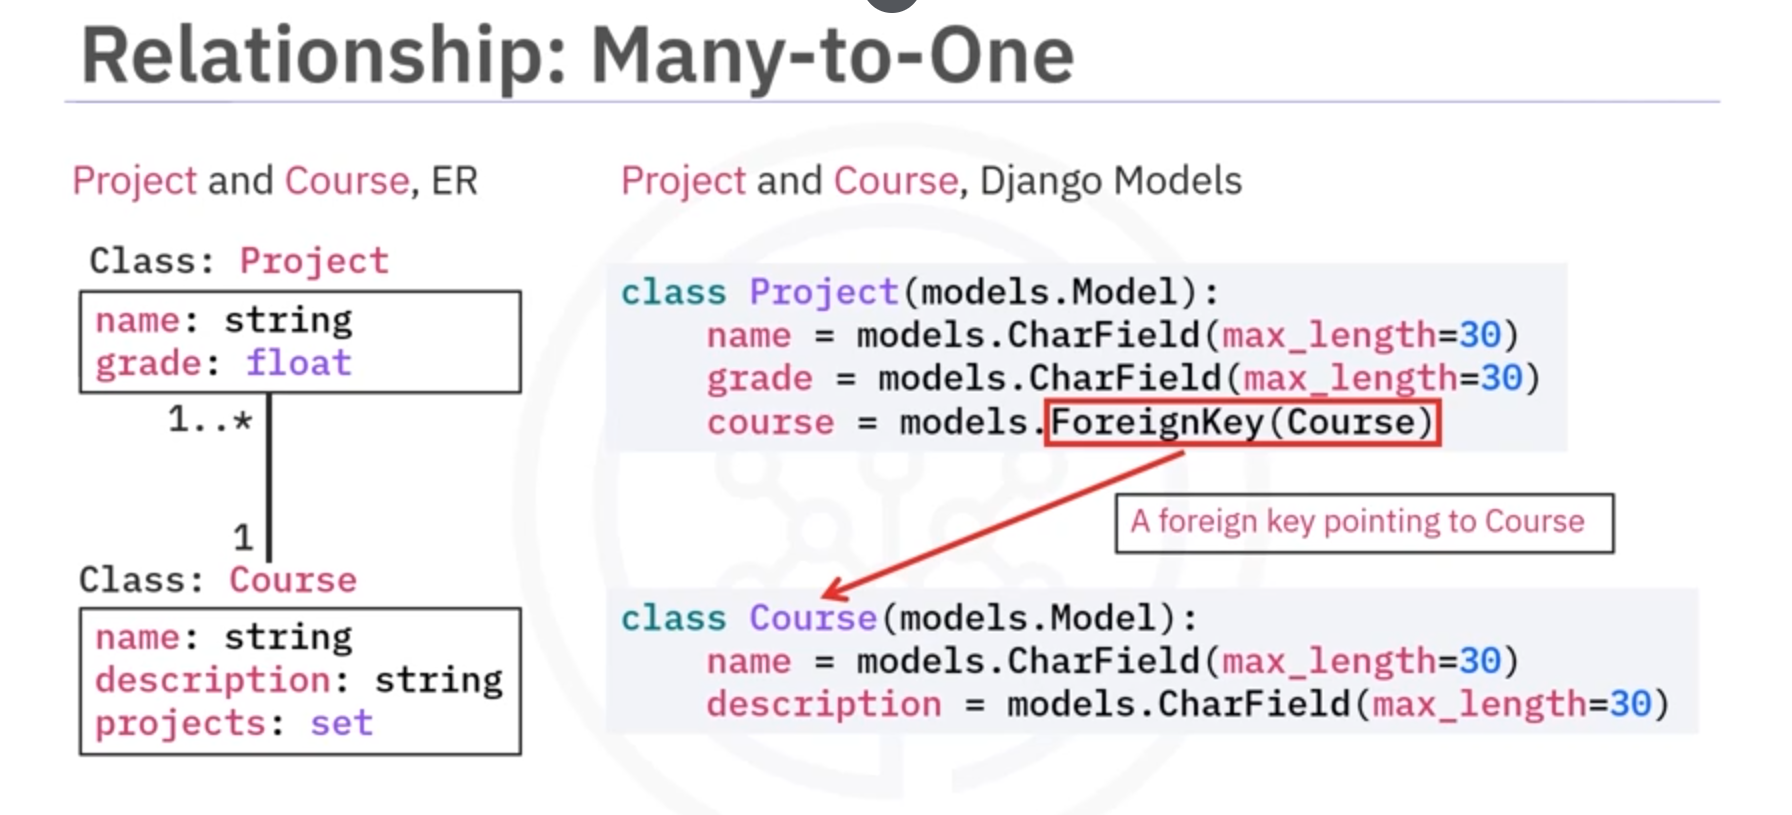 Relationship: Many-to-One
Project and Course, ER
Class: Project
name: string
grade: float
1..*
1
Class: Course
name: string
description: string
projects: set
Project and Course, Django Models
class Project(models.Model):
name = models.CharField(max_length=30)
grade = models.CharField(max_length=30)
course = models.ForeignKey(Course)
A foreign key pointing to Course
class Course(models.Model):
name = models.CharField(max_length=30)
description = models.CharField(max_length=30)